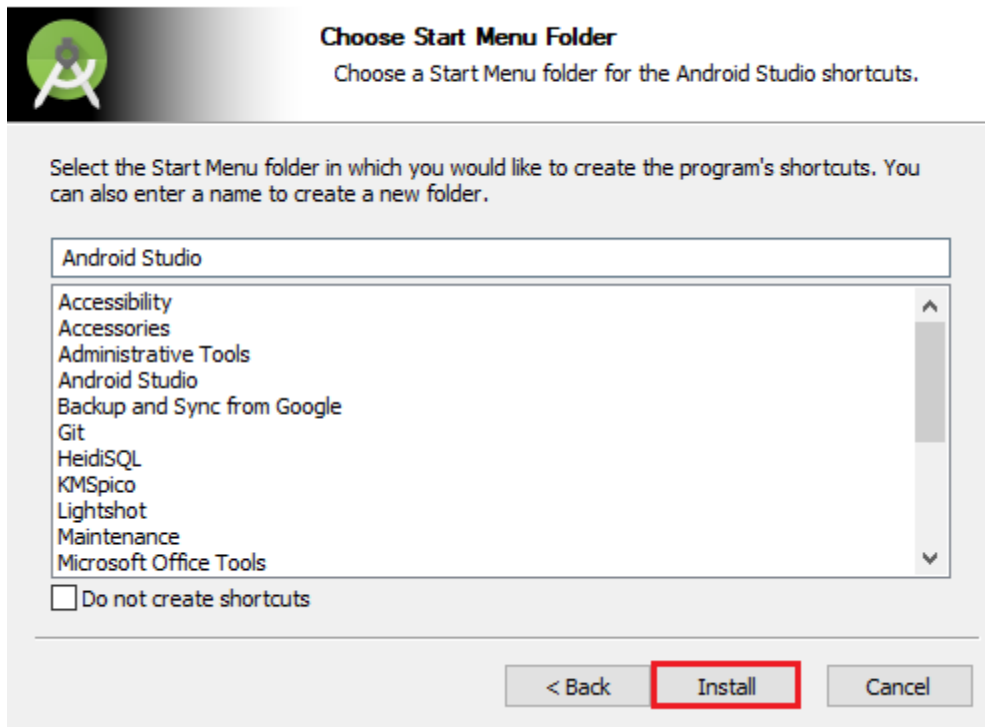 Choose Start Menu Folder
Choose a Start Menu folder for the Android Studio shortcuts.
Select the Start Menu folder in which you would like to create the program's shortcuts. You
can also enter a name to create a new folder.
Android Studio
Accessibility
Accessories
Administrative Tools
Android Studio
Backup and Sync from Google
Git
HeidiSQL
KMSpico
Lightshot
Maintenance
Microsoft Office Tools
Do not create shortcuts
< Back
Install
Cancel